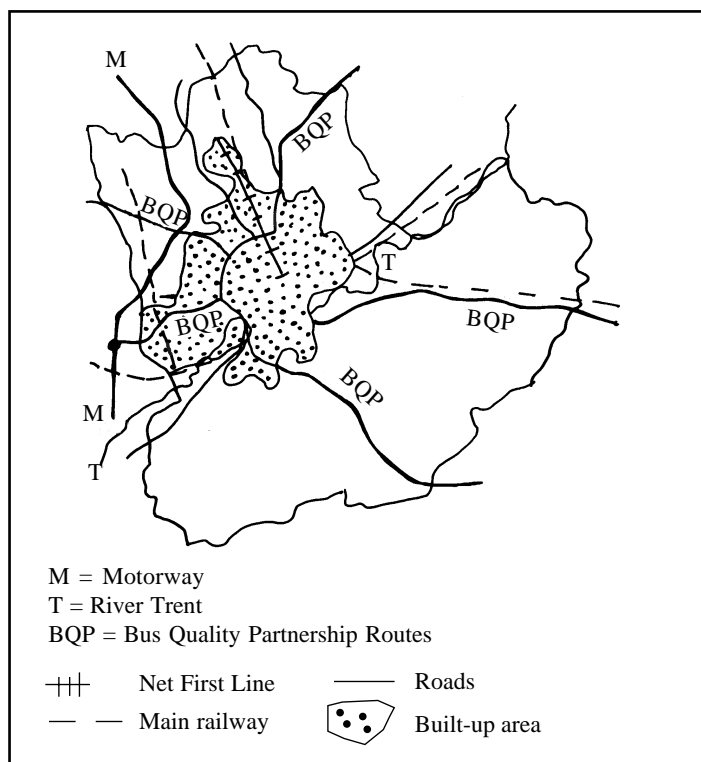 M
BQP
BQP
T
BQP
BQP
BQP
M
T
M = Motorway
T = River Trent
BQP = Bus Quality Partnership Routes
Net First Line
Roads
Main railway
Built-up area